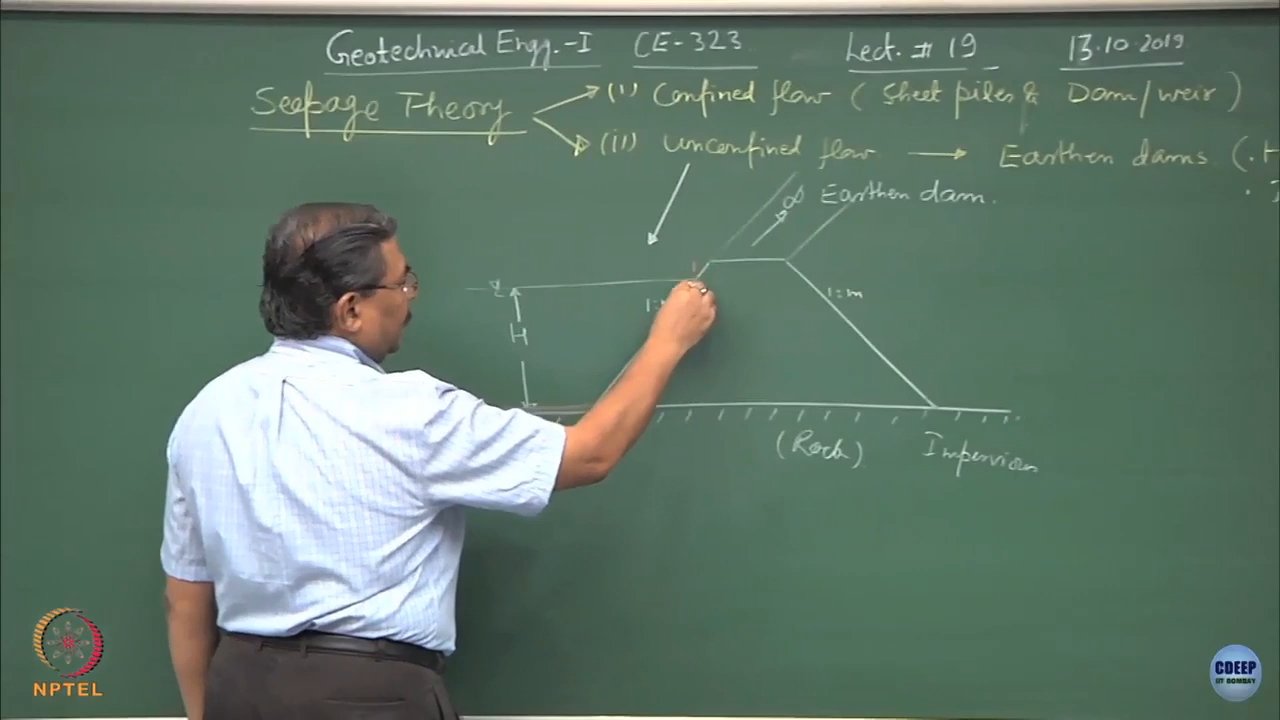 Geotechnical Engg.-I CE-323 Lect. # 19 13.10.2019
Seepage Theory (i) Confined flow ( Sheet piles & Dam/weir )
(ii) Unconfined flow → Earthen dams (. H
∞ Earthen dam.
H
1:m
(Rock) Impervious
NPTEL
CDEEP
IIT BOMBAY